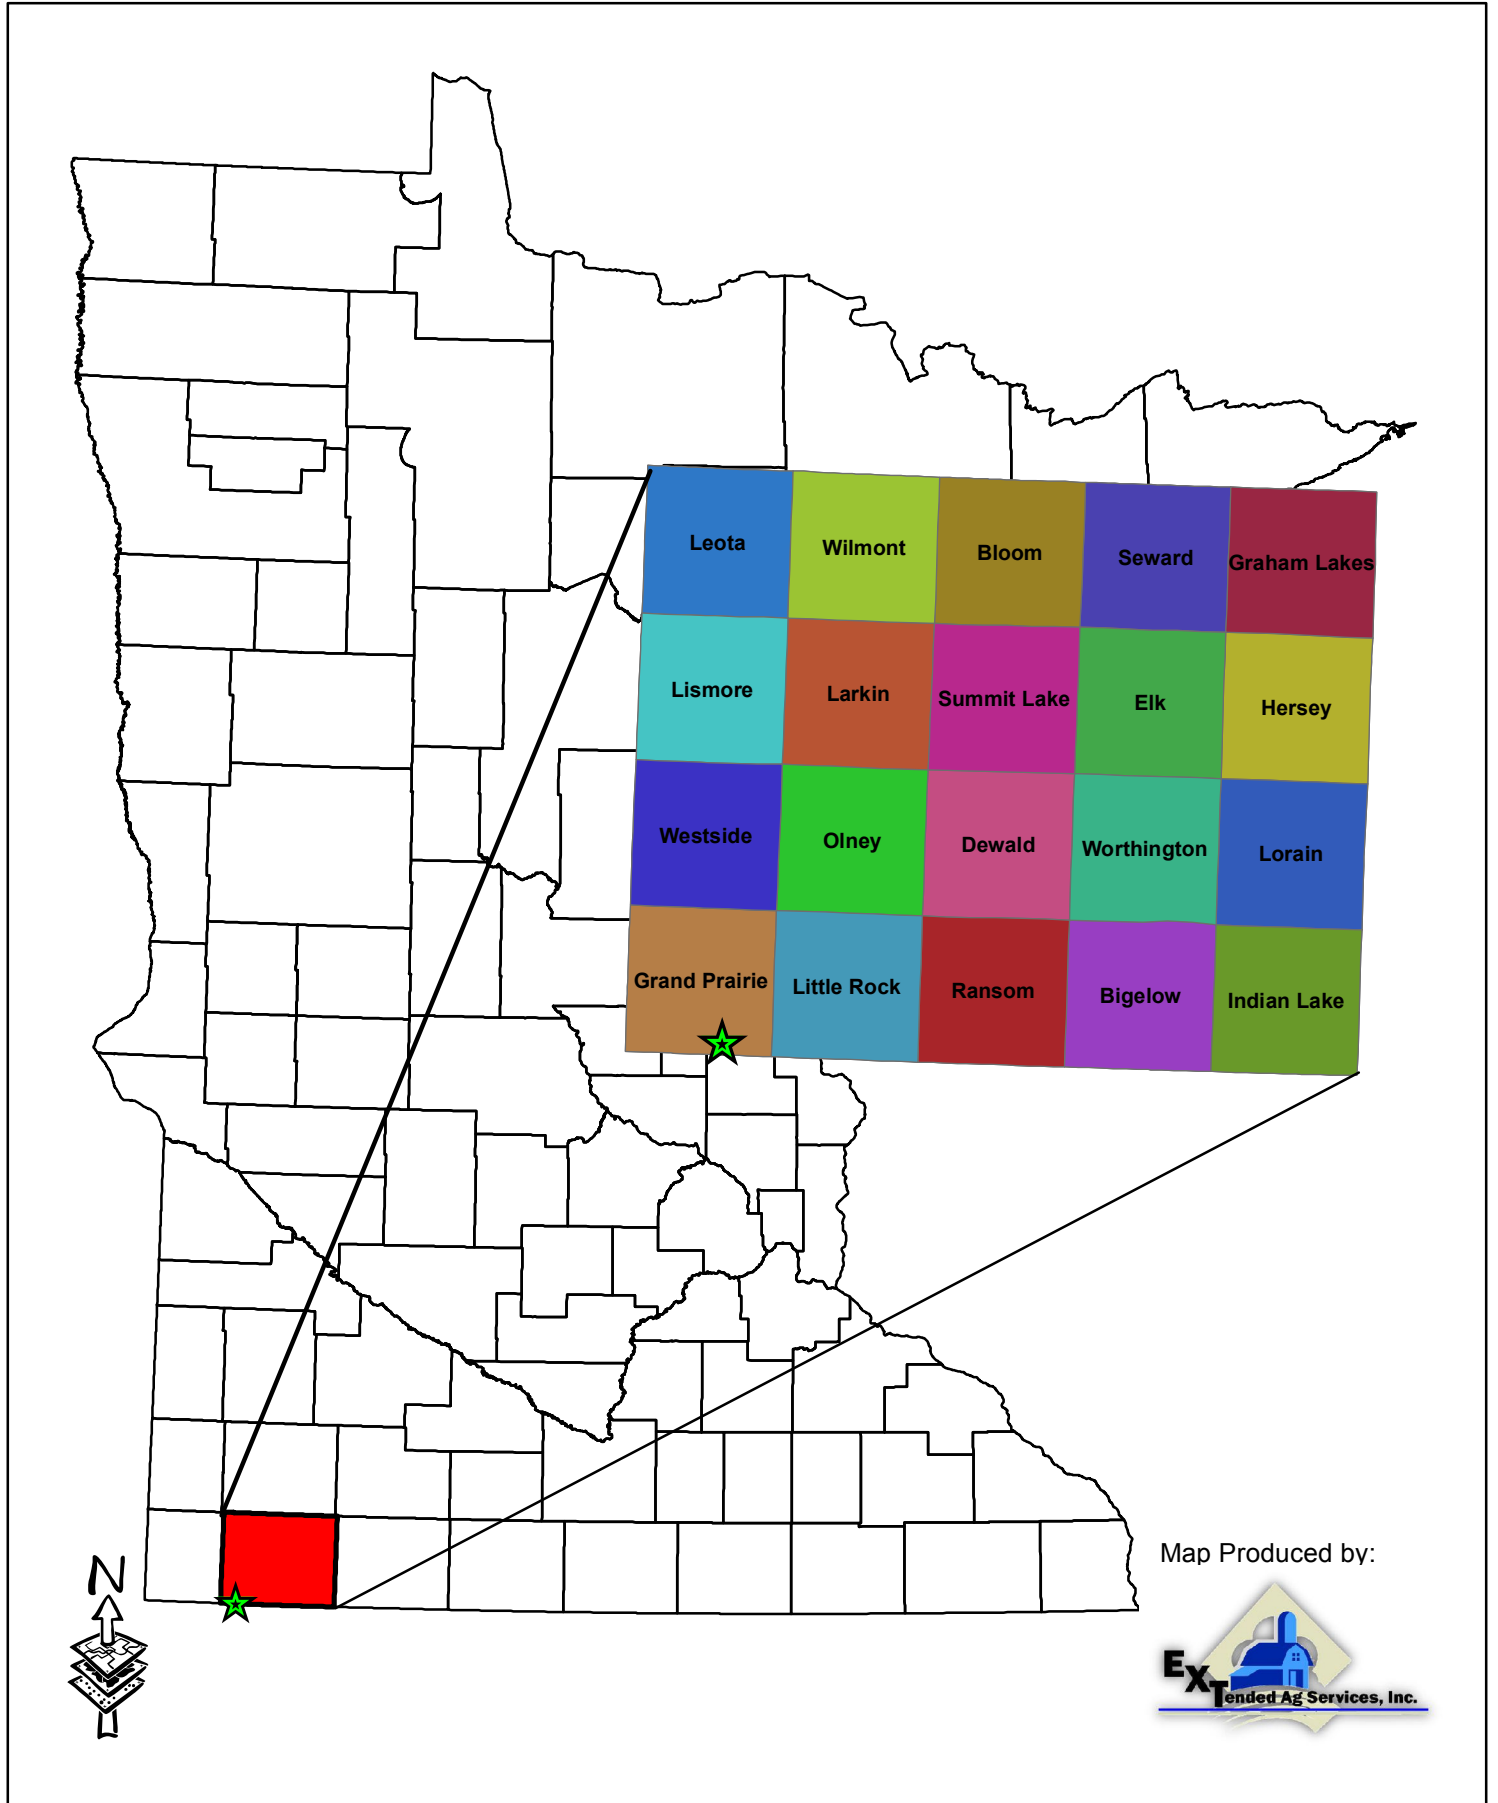 Leota
Wilmont
Bloom
Seward
Graham Lakes
Lismore
Larkin
Summit Lake
Elk
Hersey
Westside
Olney
Dewald
Worthington
Lorain
Grand Prairie
Little Rock
Ransom
Bigelow
Indian Lake
N
Map Produced by:
ExTended Ag Services, Inc.